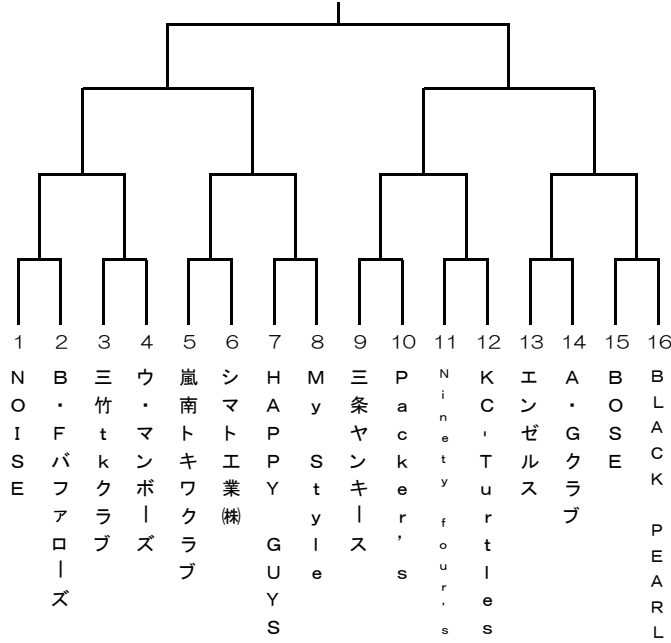 1 NOISE
2 B・Fバファローズ
3 三竹tkクラブ
4 ウ・マンボーズ
5 嵐南トキワクラブ
6 シマト工業㈱
7 HAPPY GUYS
8 My Style
9 三条ヤンキース
10 Packer's
11 Ninety four's
12 KC-Turtles
13 エンゼルス
14 A・Gクラブ
15 BOSE
16 BLACK PEARL